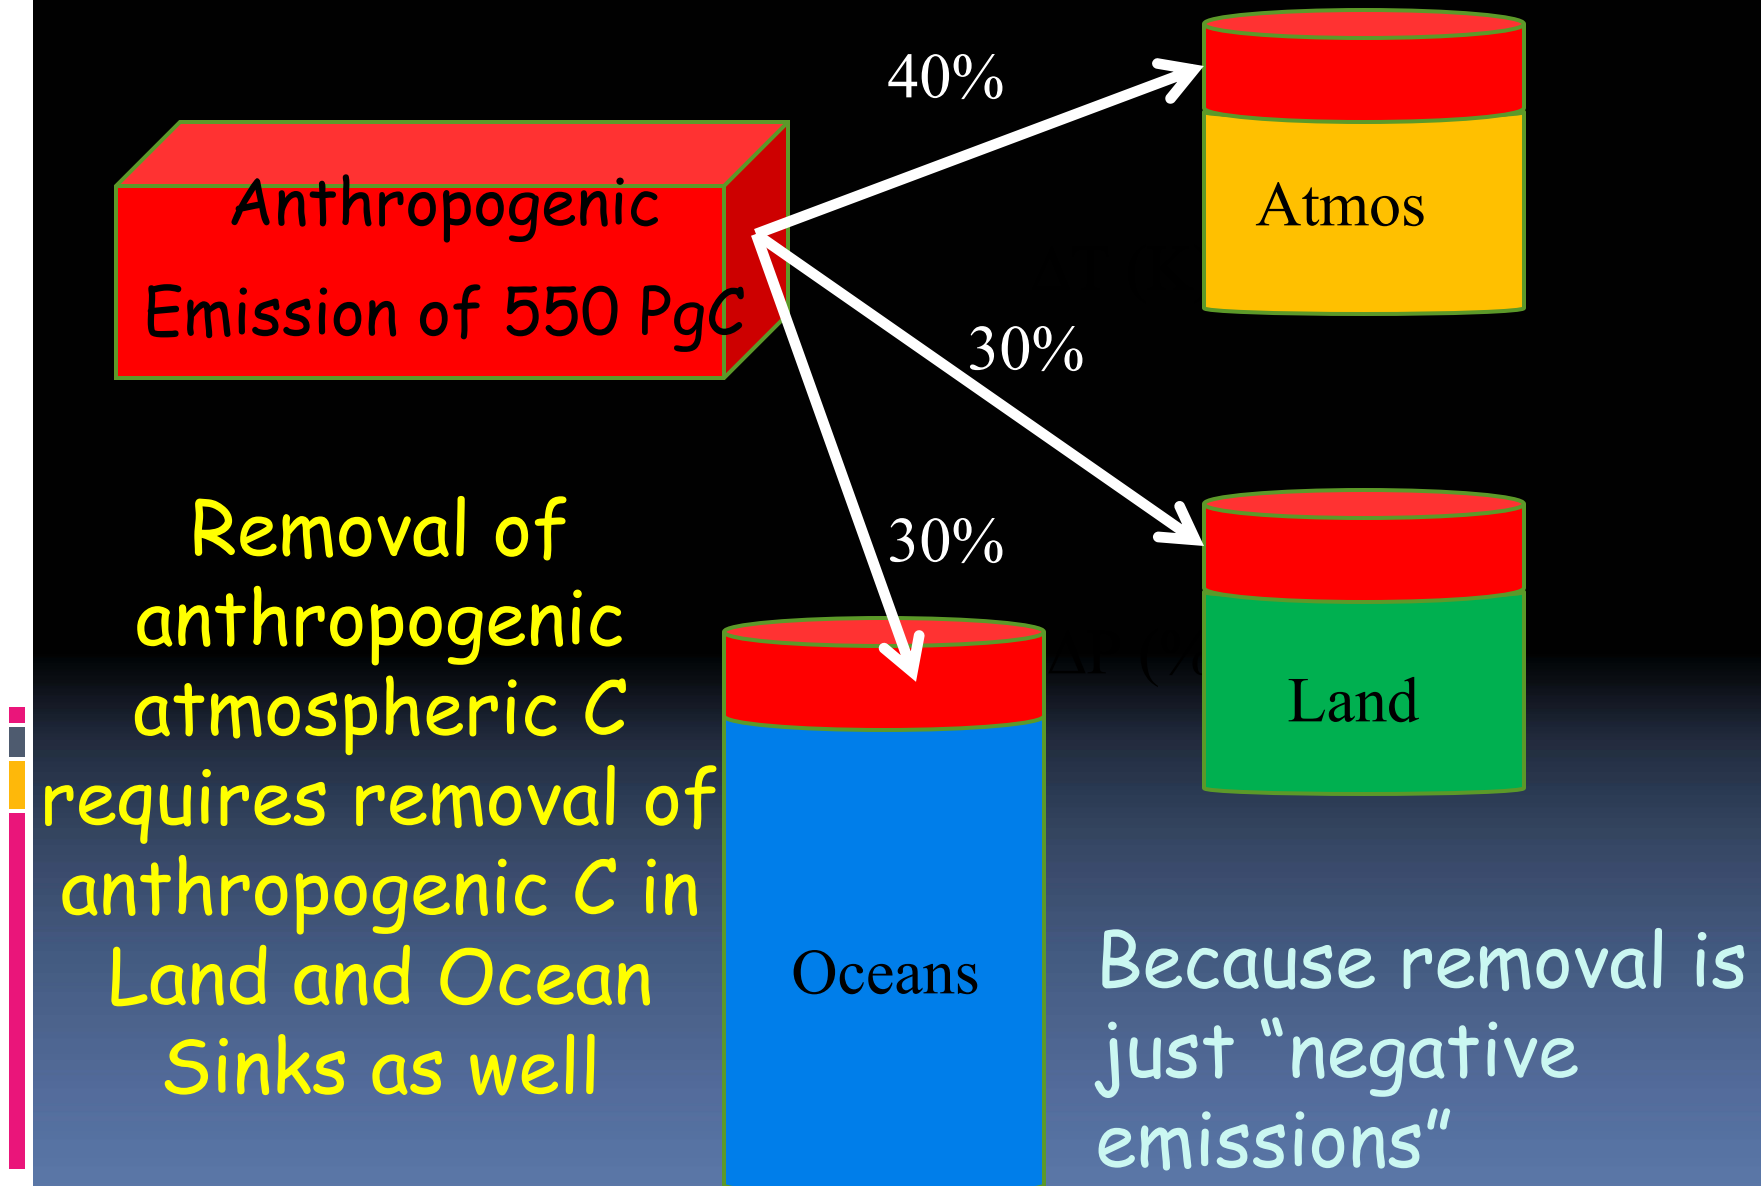 40%
Atmos
Anthropogenic
Emission of 550 PgC
30%
30%
Land
Oceans
Removal of
anthropogenic
atmospheric C
requires removal of
anthropogenic C in
Land and Ocean
Sinks as well
ΔP (%
Because removal is
just “negative
emissions”